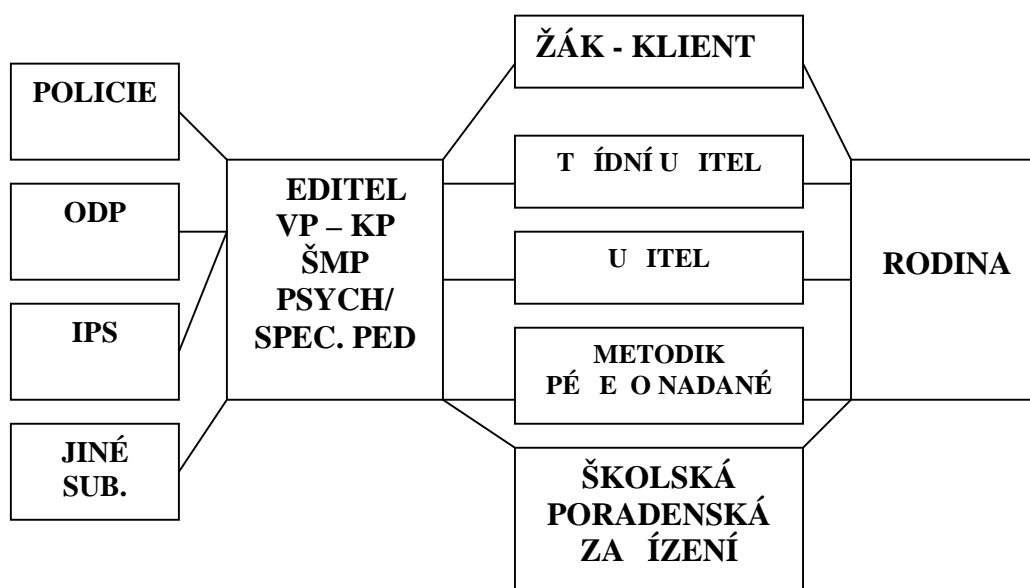 POLICIE
ODP
IPS
JINÉ
SUB.
EDITEL
VP – KP
ŠMP
PSYCH/
SPEC. PED
ŽÁK - KLIENT
T ÍDNÍ U ITEL
U ITEL
METODIK
PÉ E O NADANÉ
ŠKOLSKÁ
PORADENSKÁ
ZA ÍZENÍ
RODINA